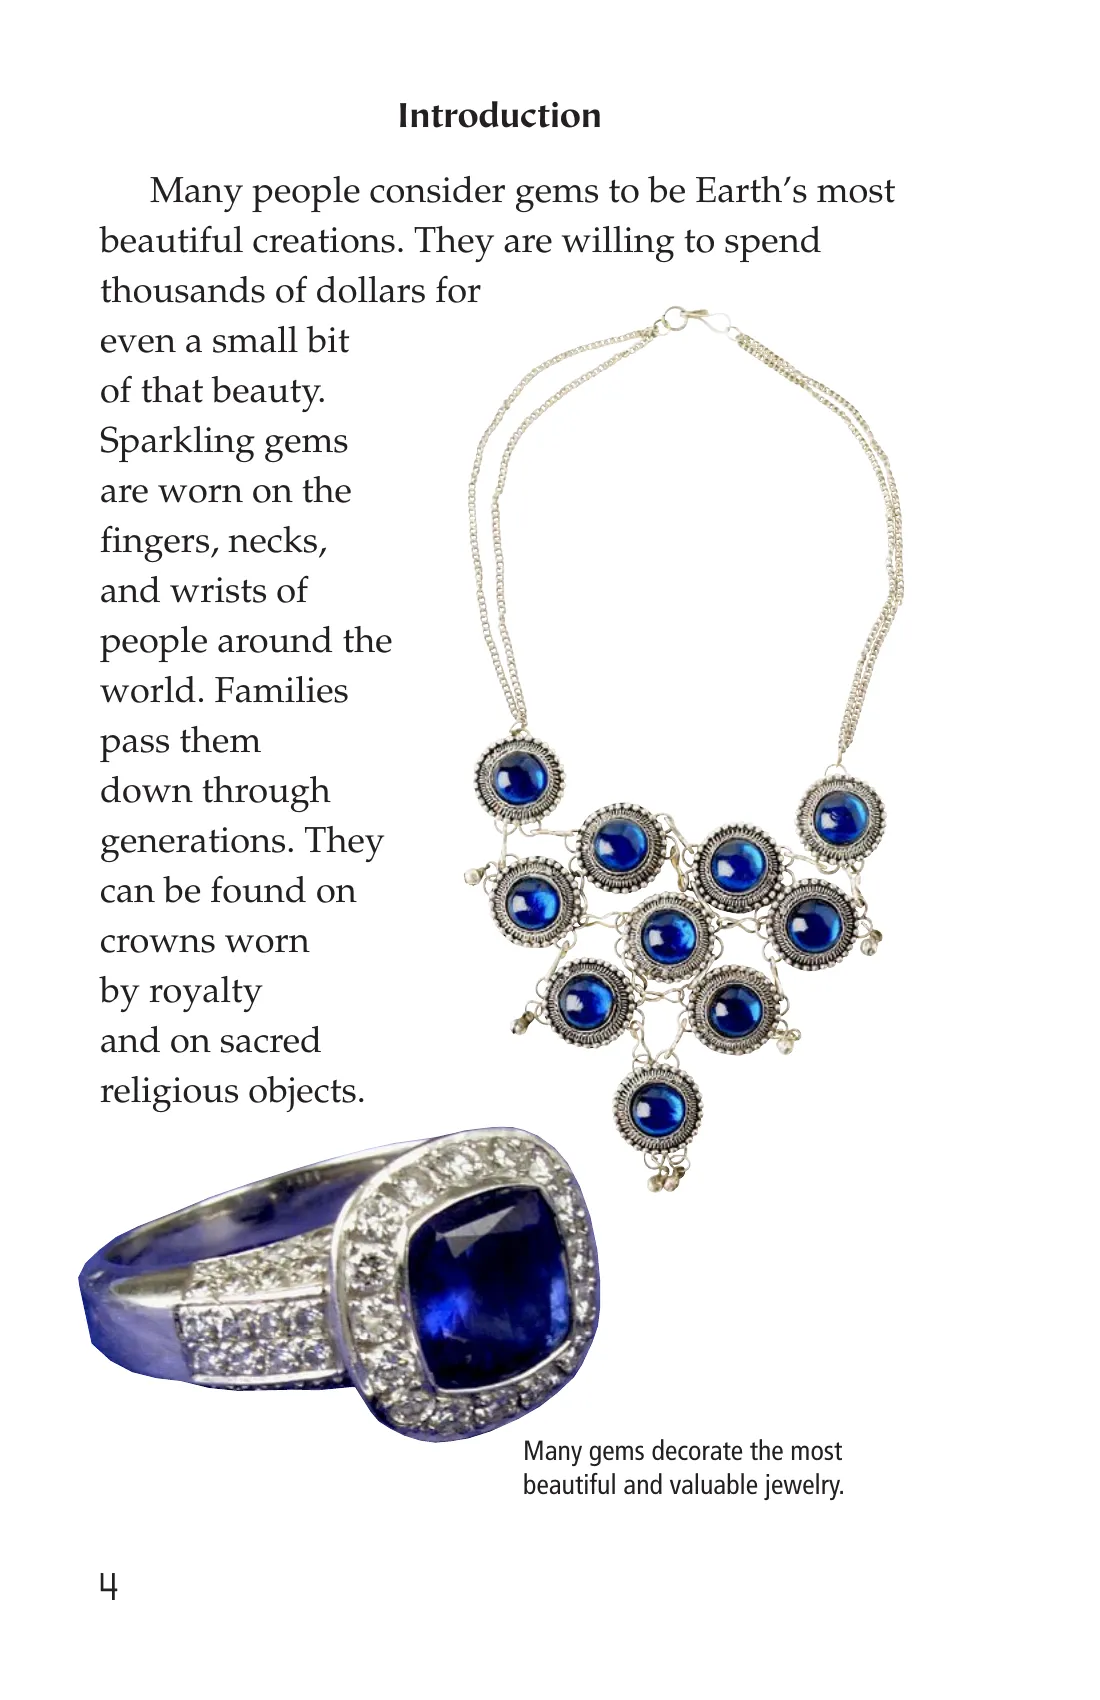 Introduction
Many people consider gems to be Earth’s most
beautiful creations. They are willing to spend
thousands of dollars for
even a small bit
of that beauty.
Sparkling gems
are worn on the
fingers, necks,
and wrists of
people around the
world. Families
pass them
down through
generations. They
can be found on
crowns worn
by royalty
and on sacred
religious objects.
Many gems decorate the most
beautiful and valuable jewelry.
4